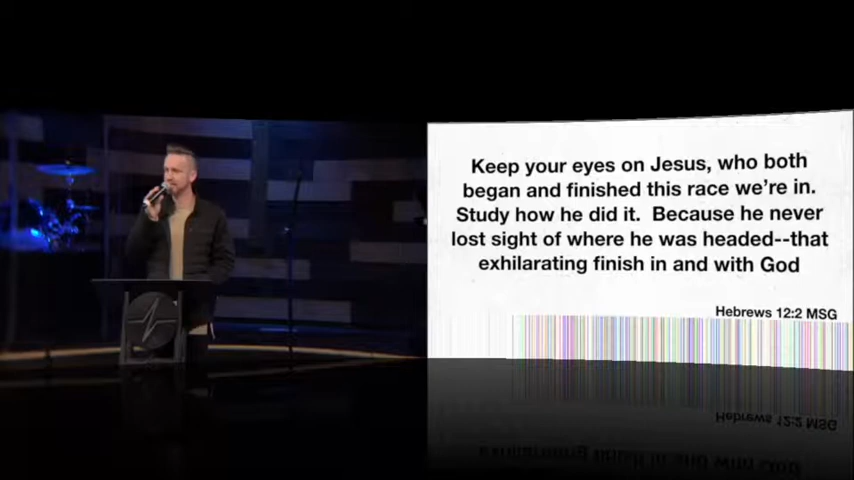 Keep your eyes on Jesus, who both
began and finished this race we're in.
Study how he did it.  Because he never
lost sight of where he was headed--that
exhilarating finish in and with God
Hebrews 12:2 MSG